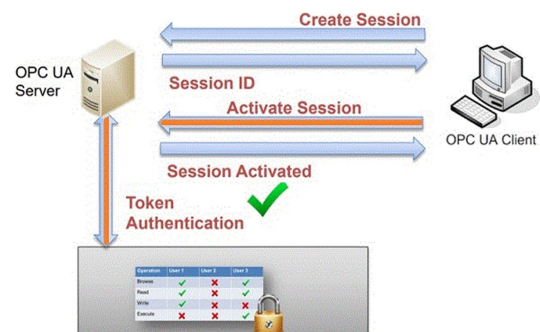 Create Session
OPC UA
Server
Session ID
Activate Session
OPC UA Client
Session Activated
Token
Authentication
Operation User 1 User 2 User 3
Browse
Read
Write
Execute